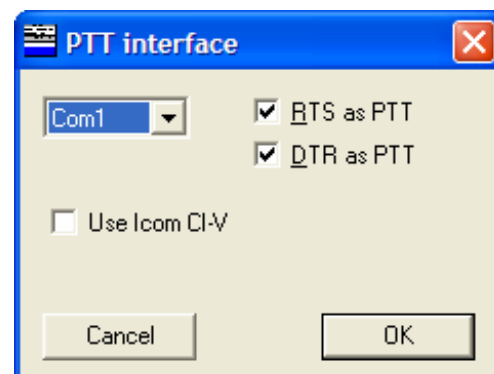 PTT interface
Com1
RTS as PTT
DTR as PTT
Use Icom CI-V
Cancel
OK